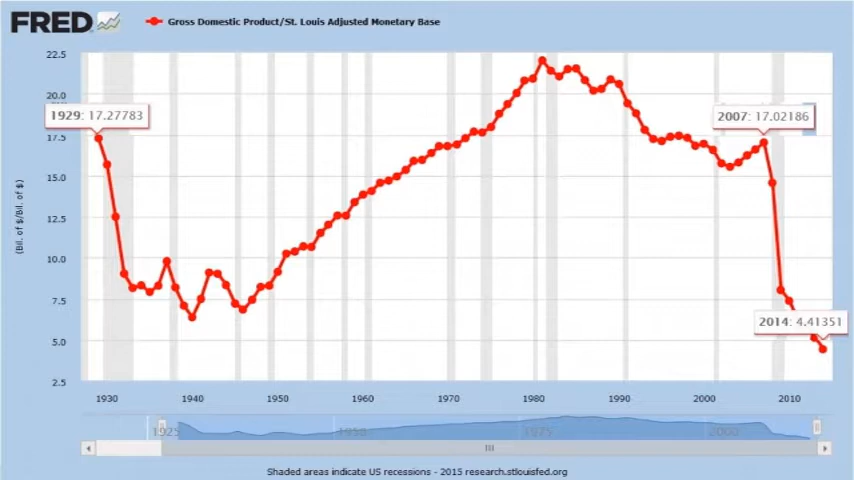 FRED
Gross Domestic Product/St. Louis Adjusted Monetary Base
22.5
20.0
1929: 17.27783
2007: 17.02186
17.5
15.0
(Bil. of $/Bil. of $)
12.5
10.0
7.5
2014: 4.41351
5.0
2.5
1930 1940 1950 1960 1970 1980 1990 2000 2010
1925 1950 1975 2000
Shaded areas indicate US recessions - 2015 research.stlouisfed.org